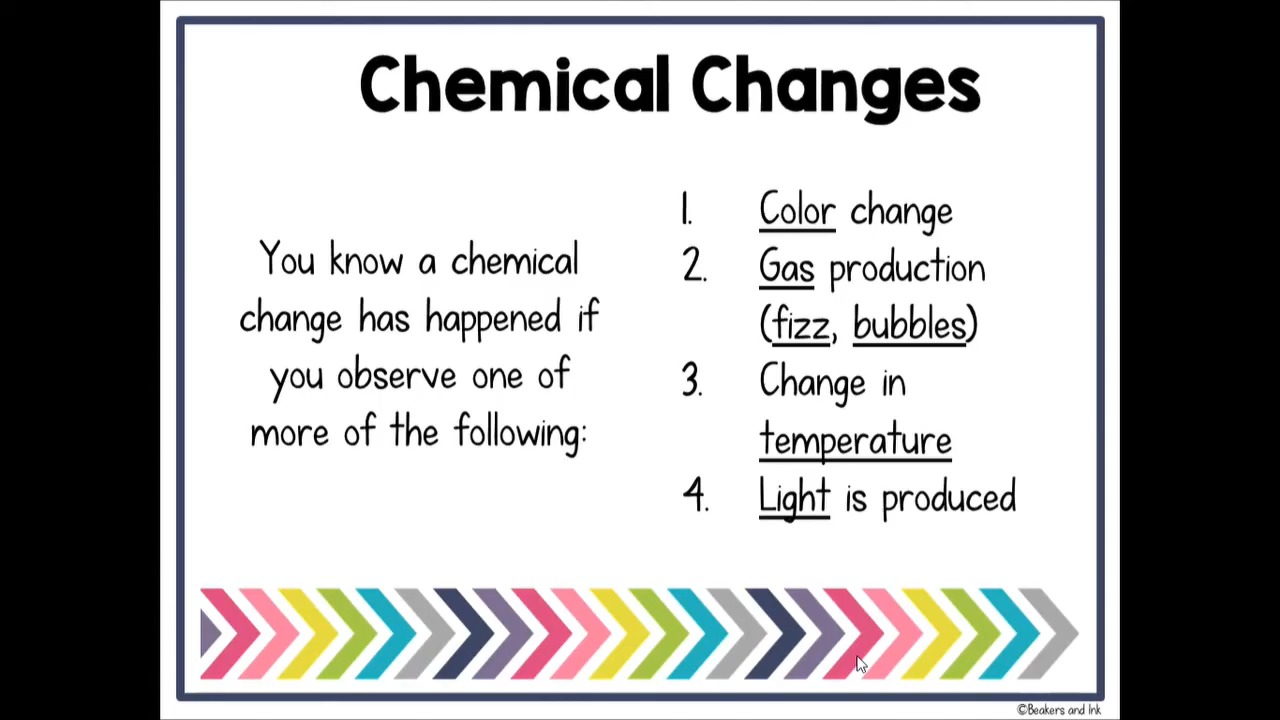 Chemical Changes
You know a chemical
change has happened if
you observe one of
more of the following:
1. Color change
2. Gas production
(fizz, bubbles)
3. Change in
temperature
4. Light is produced
©Beakers and Ink